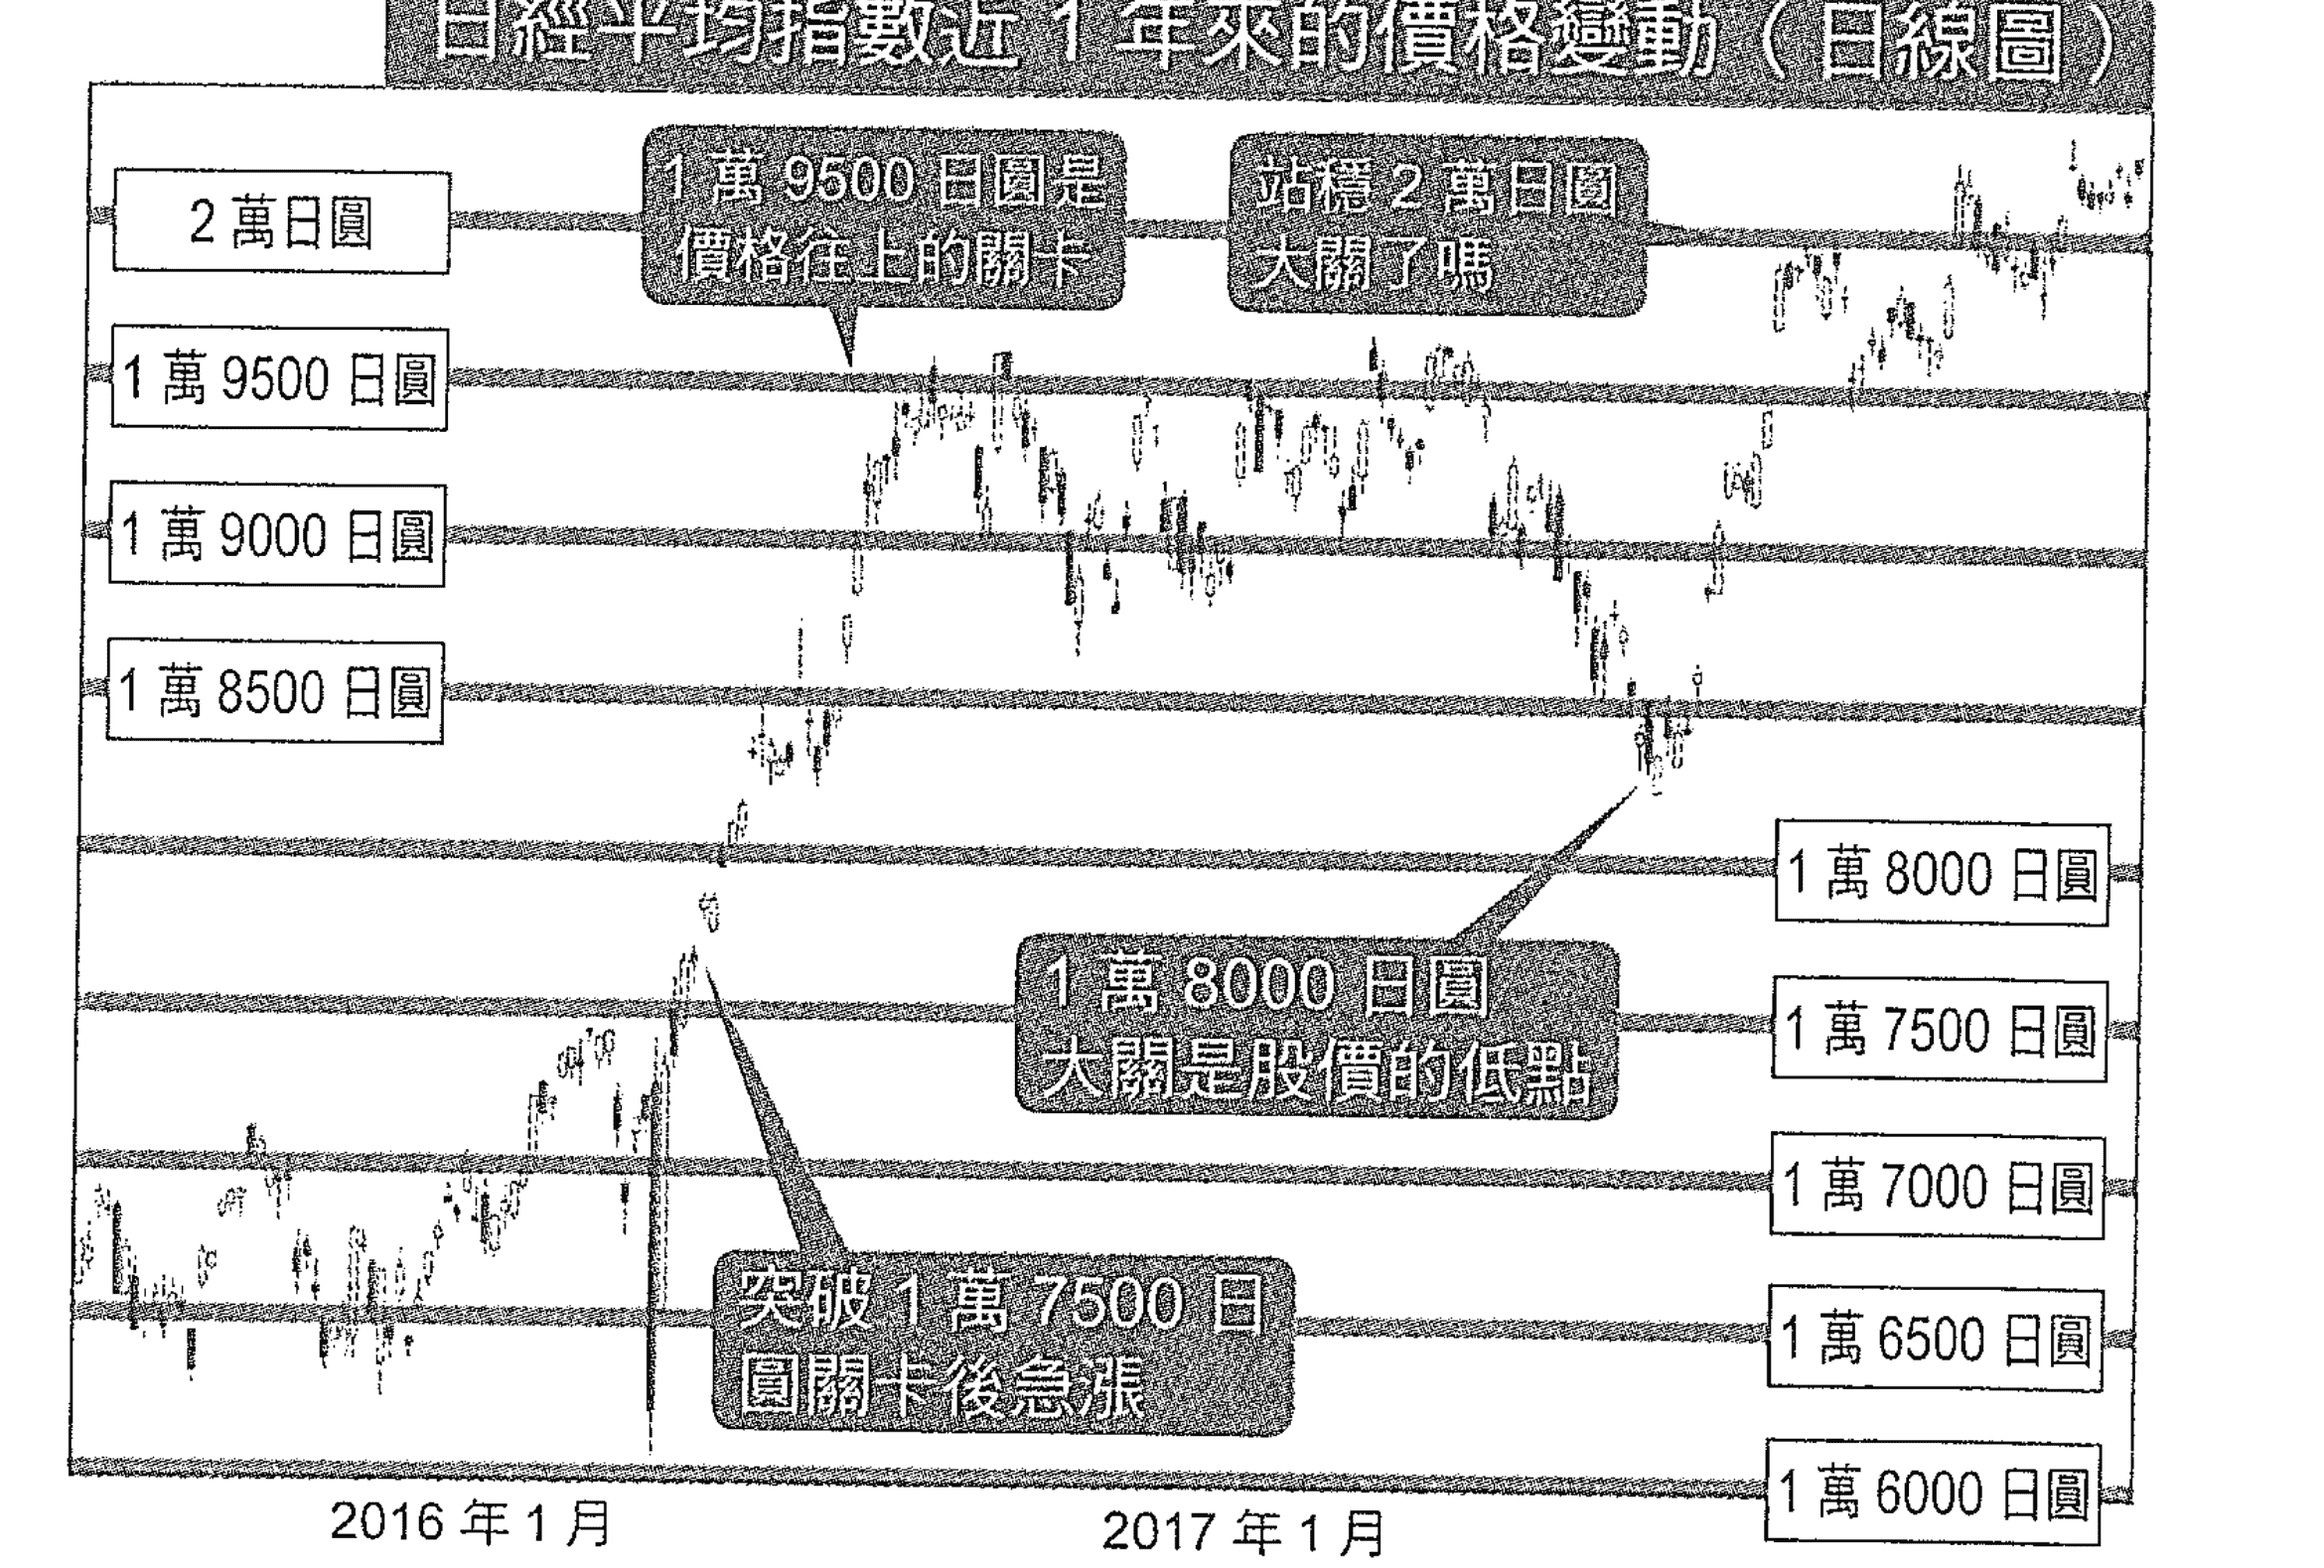 日經平均指數近 1 年來的價格變動（日線圖）
1 萬 9500 日圓是
價格往上的關卡
站穩 2 萬日圓
大關了嗎
2 萬日圓
1 萬 9500 日圓
1 萬 9000 日圓
1 萬 8500 日圓
1 萬 8000 日圓
1 萬 8000 日圓
大關是股價的低點
1 萬 7500 日圓
1 萬 7000 日圓
突破 1 萬 7500 日
圓關卡後急漲
1 萬 6500 日圓
1 萬 6000 日圓
2016 年 1 月
2017 年 1 月